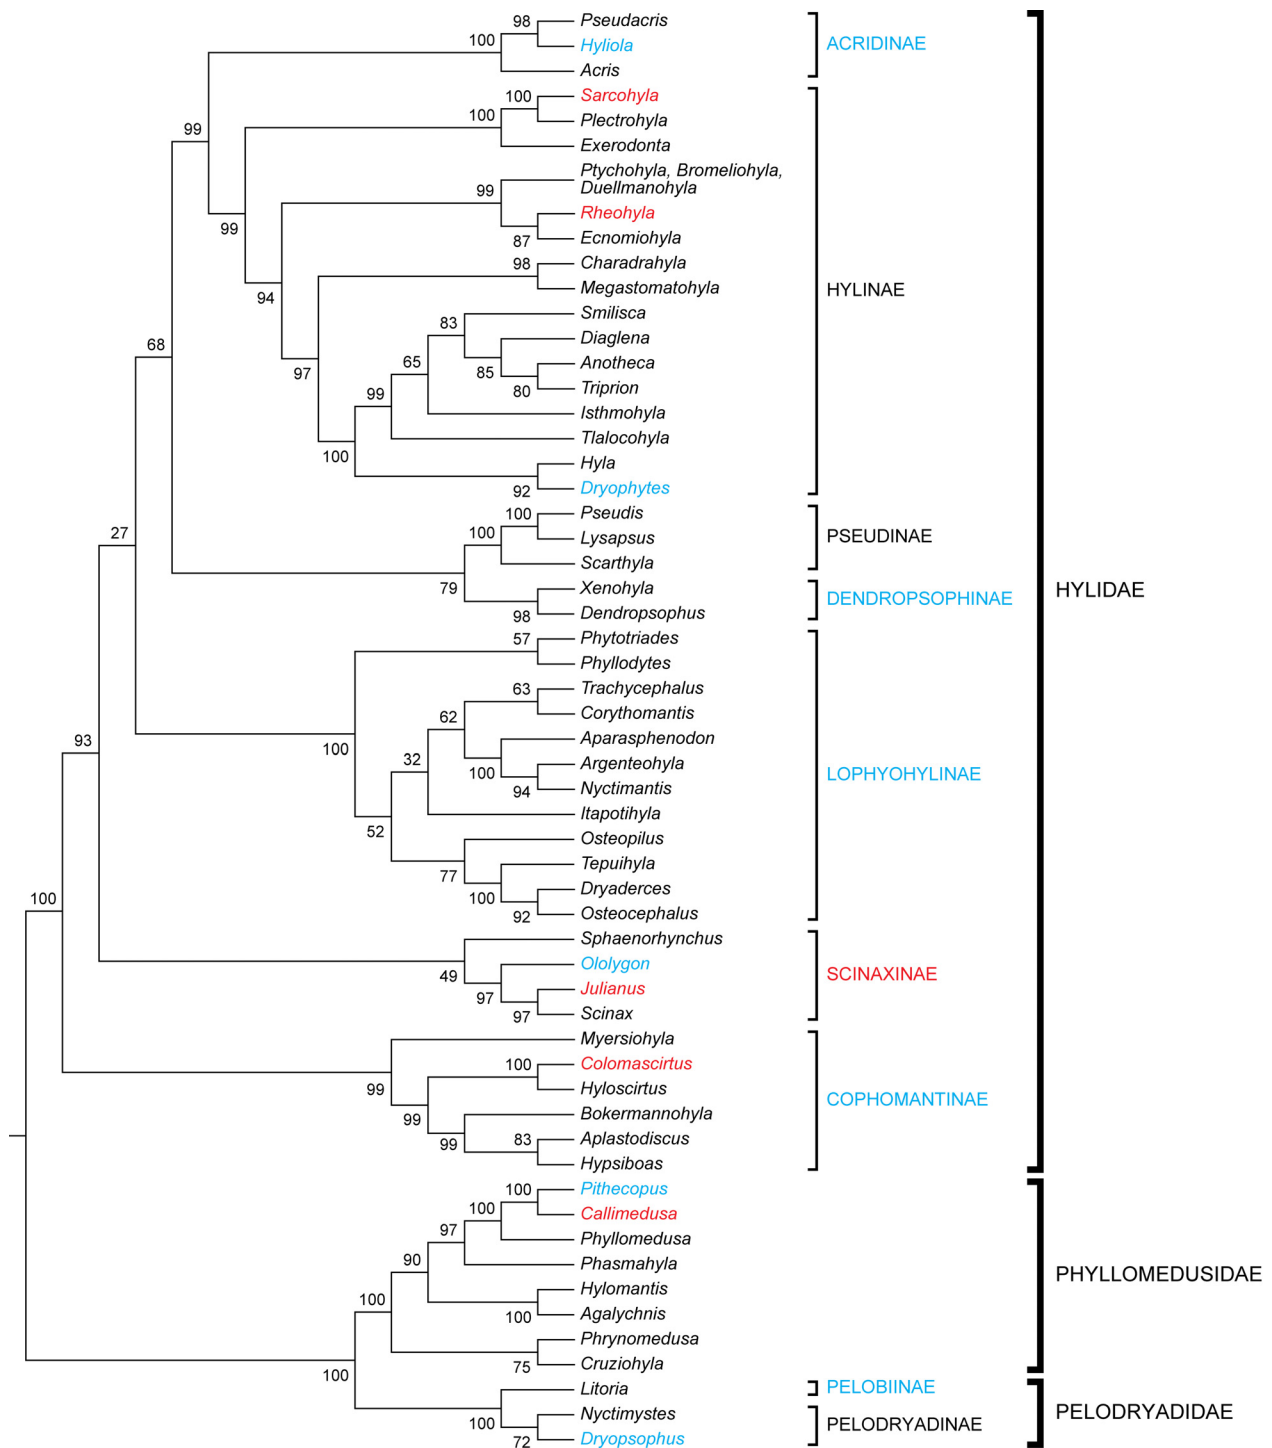 98
Pseudacris
Hyliola
ACRIDINAE
100
Acris
100
Sarcohyla
100
Plectrohyla
99
Exerodonta
Ptychohyla, Bromeliohyla,
Duellmanohyla
99
Rheohyla
99
87
Ecnomiohyla
98
Charadrahyla
Megastomatohyla
HYLINAE
94
Smilisca
83
Diaglena
68
65
Anotheca
97
85
80
Triprion
99
Isthmohyla
Tlalocohyla
100
Hyla
92
Dryophytes
100
Pseudis
27
100
Lysapsus
PSEUDINAE
Scarthyla
79
Xenohyla
DENDROPSOPHINAE
HYLIDAE
98
Dendropsophus
57
Phytotriades
Phyllodytes
63
Trachycephalus
62
Corythomantis
93
100
Aparasphenodon
32
100
Argenteohyla
LOPHYOHYLINAE
94
Nyctimantis
Itapotihyla
52
Osteopilus
77
Tepuihyla
100
Dryaderces
100
92
Osteocephalus
Sphaenorhynchus
49
Ololygon
SCINAXINAE
97
Julianus
97
Scinax
Myersiohyla
100
Colomascirtus
99
Hyloscirtus
COPHOMANTINAE
99
Bokermannohyla
99
83
Aplastodiscus
Hypsiboas
100
Pithecopus
100
Callimedusa
97
Phyllomedusa
90
Phasmahyla
PHYLLOMEDUSIDAE
100
Hylomantis
100
Agalychnis
Phrynomedusa
100
75
Cruziohyla
Litoria
PELOBIINAE
100
Nyctimystes
PELODRYADINAE
PELODRYADIDAE
72
Dryopsophus